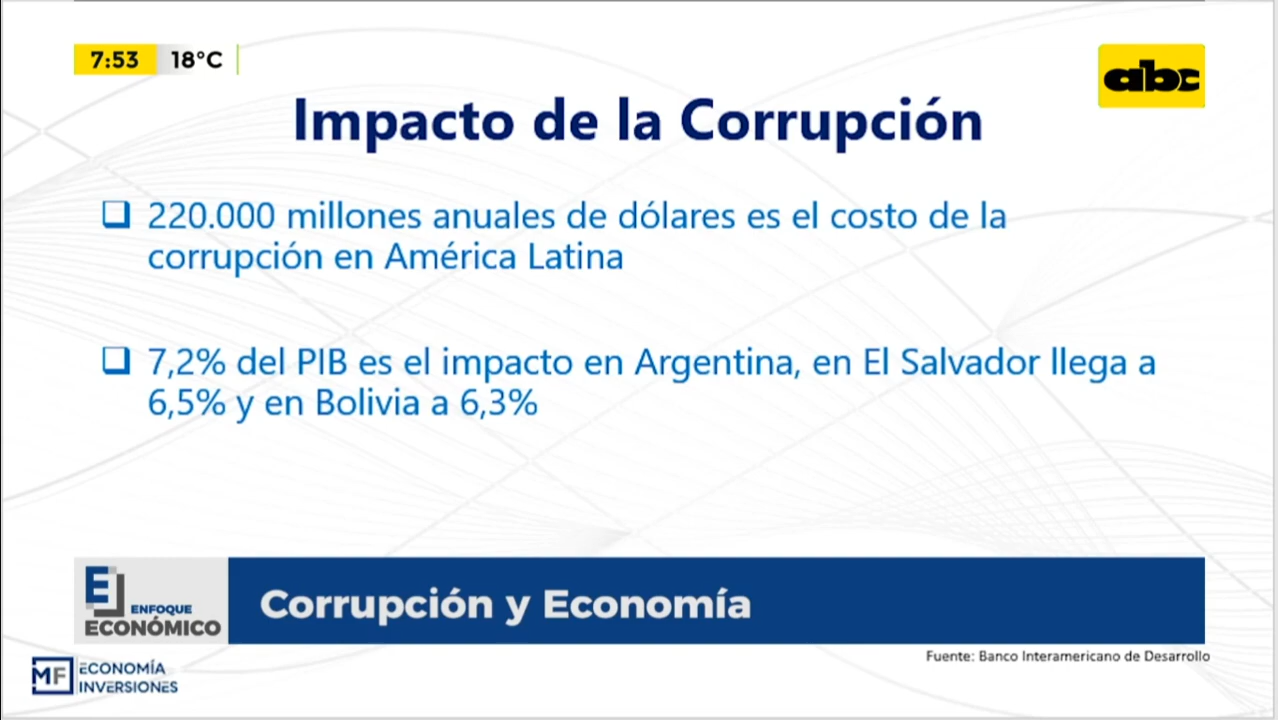 7:53 18°C
abc
Impacto de la Corrupción
❑ 220.000 millones anuales de dólares es el costo de la
corrupción en América Latina
❑ 7,2% del PIB es el impacto en Argentina, en El Salvador llega a
6,5% y en Bolivia a 6,3%
E
ENFOQUE
ECONÓMICO
Corrupción y Economía
Fuente: Banco Interamericano de Desarrollo
MF ECONOMÍA
INVERSIONES